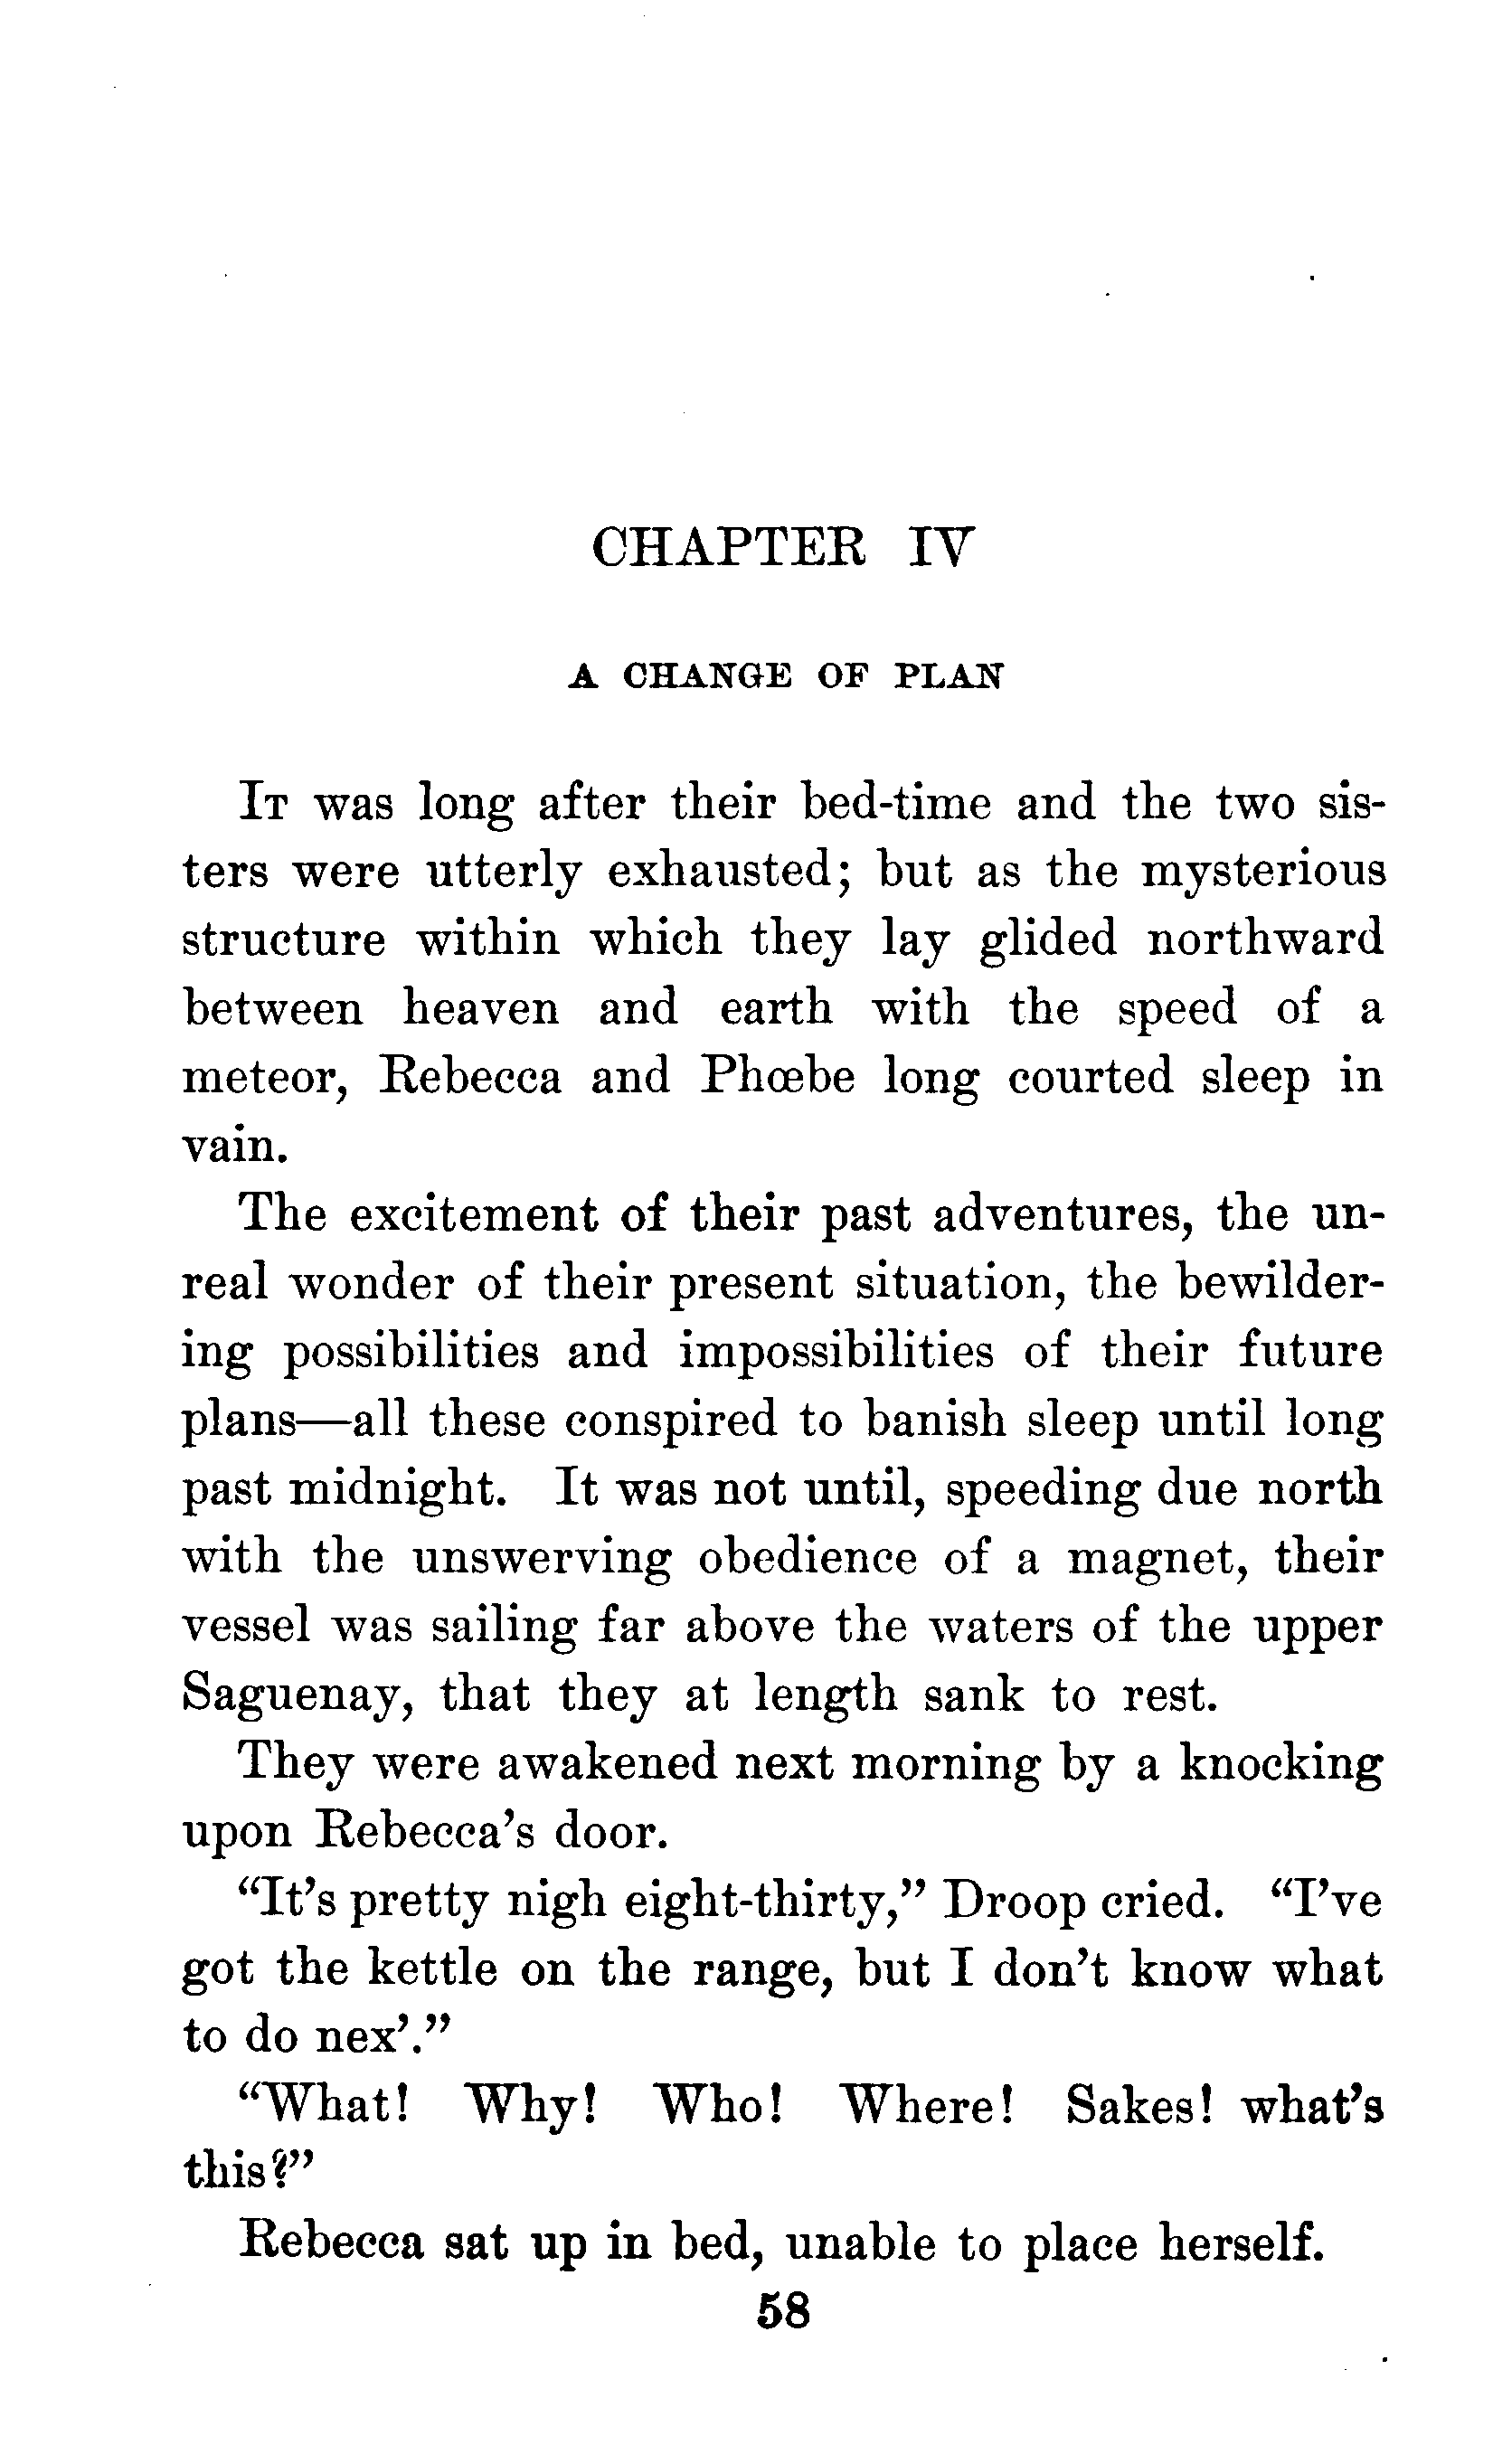 CHAPTER IV
A CHANGE OF PLAN
It was long after their bed-time and the two sis-
ters were utterly exhausted; but as the mysterious
structure within which they lay glided northward
between heaven and earth with the speed of a
meteor, Rebecca and Phœbe long courted sleep in
vain.
The excitement of their past adventures, the un-
real wonder of their present situation, the bewilder-
ing possibilities and impossibilities of their future
plans—all these conspired to banish sleep until long
past midnight. It was not until, speeding due north
with the unswerving obedience of a magnet, their
vessel was sailing far above the waters of the upper
Saguenay, that they at length sank to rest.
They were awakened next morning by a knocking
upon Rebecca's door.
“It's pretty nigh eight-thirty,” Droop cried. “I've
got the kettle on the range, but I don't know what
to do nex'.”
“What! Why! Who! Where! Sakes! what's
this?”
Rebecca sat up in bed, unable to place herself.
58